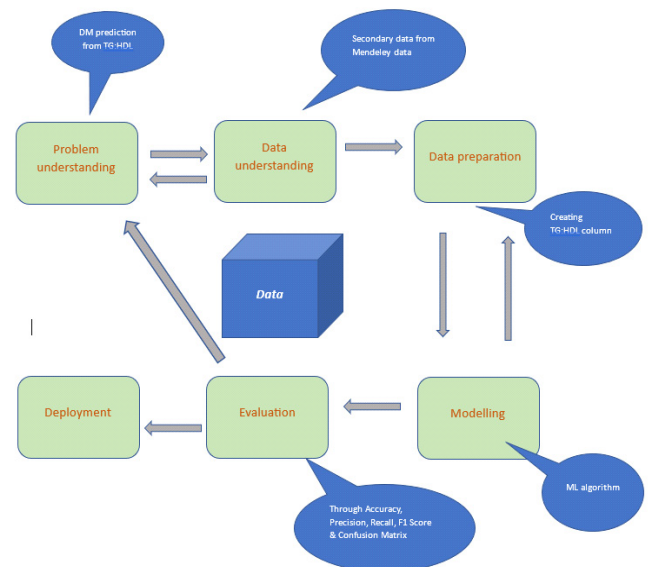 DM prediction
from TG:HDL
Secondary data from
Mendeley data
Problem
understanding
Data
understanding
Data preparation
Creating
TG:HDL column
Data
Deployment
Evaluation
Modelling
ML algorithm
Through Accuracy,
Precision, Recall, F1 Score
& Confusion Matrix